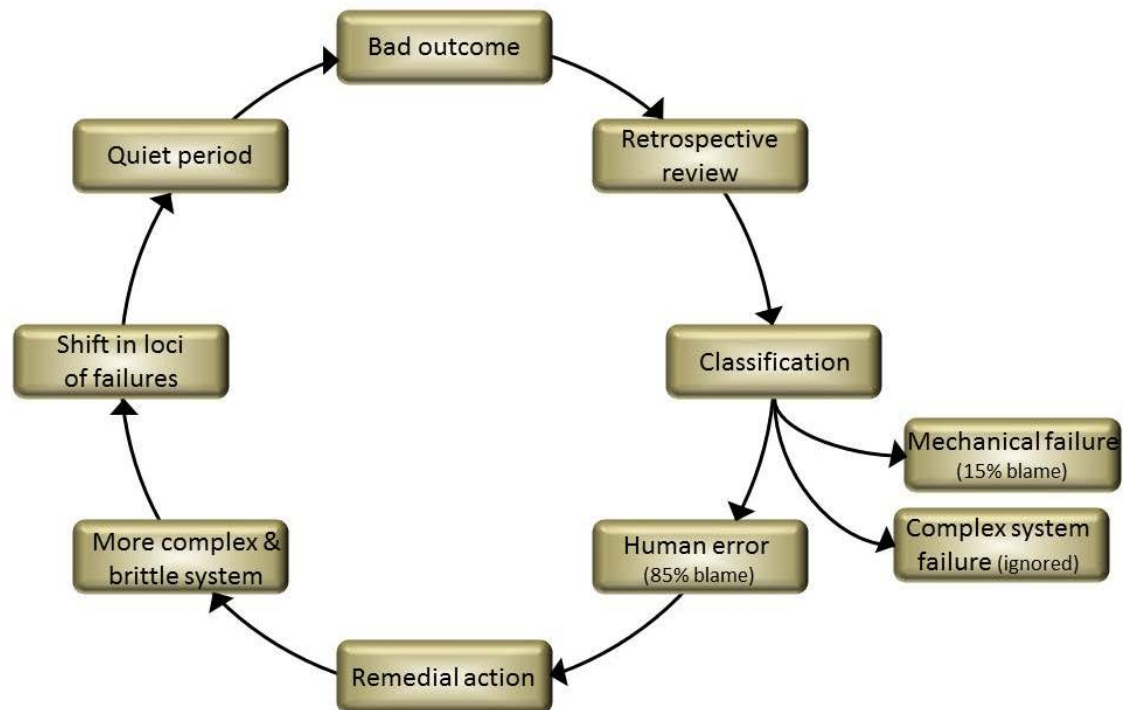 Bad outcome
Retrospective
review
Classification
Mechanical failure
(15% blame)
Complex system
failure (ignored)
Human error
(85% blame)
Remedial action
More complex &
brittle system
Shift in loci
of failures
Quiet period